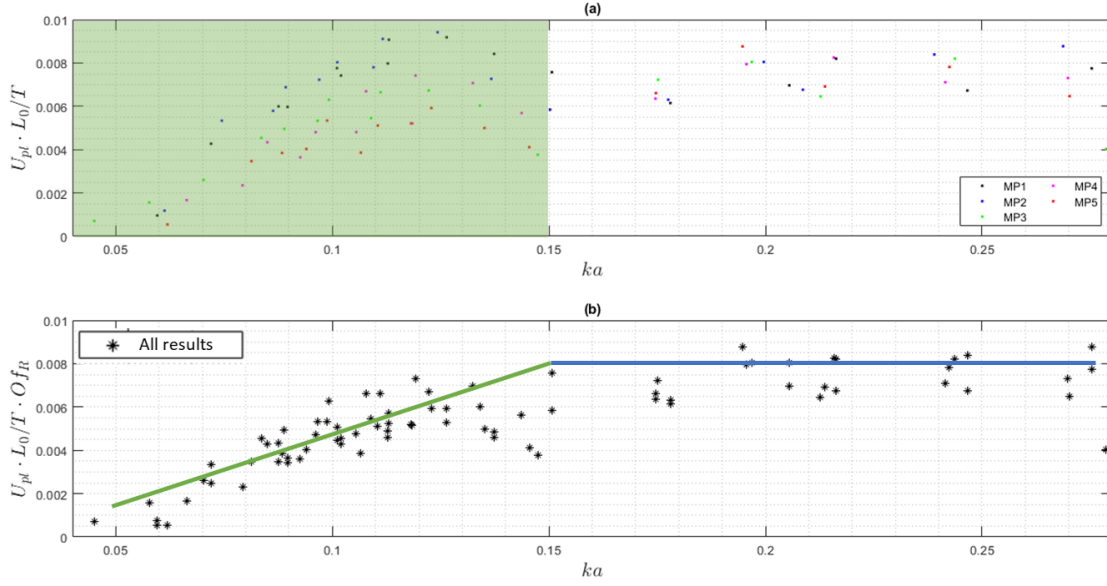 (a)
0.01
0.008
0.006
0.004
0.002
0
U_{pl} · L_0/T
MP1 MP4
MP2 MP5
MP3
0.05 0.1 0.15 0.2 0.25
ka
(b)
0.01
0.008
0.006
0.004
0.002
0
U_{pl} · L_0/T · Of_R
All results
0.05 0.1 0.15 0.2 0.25
ka